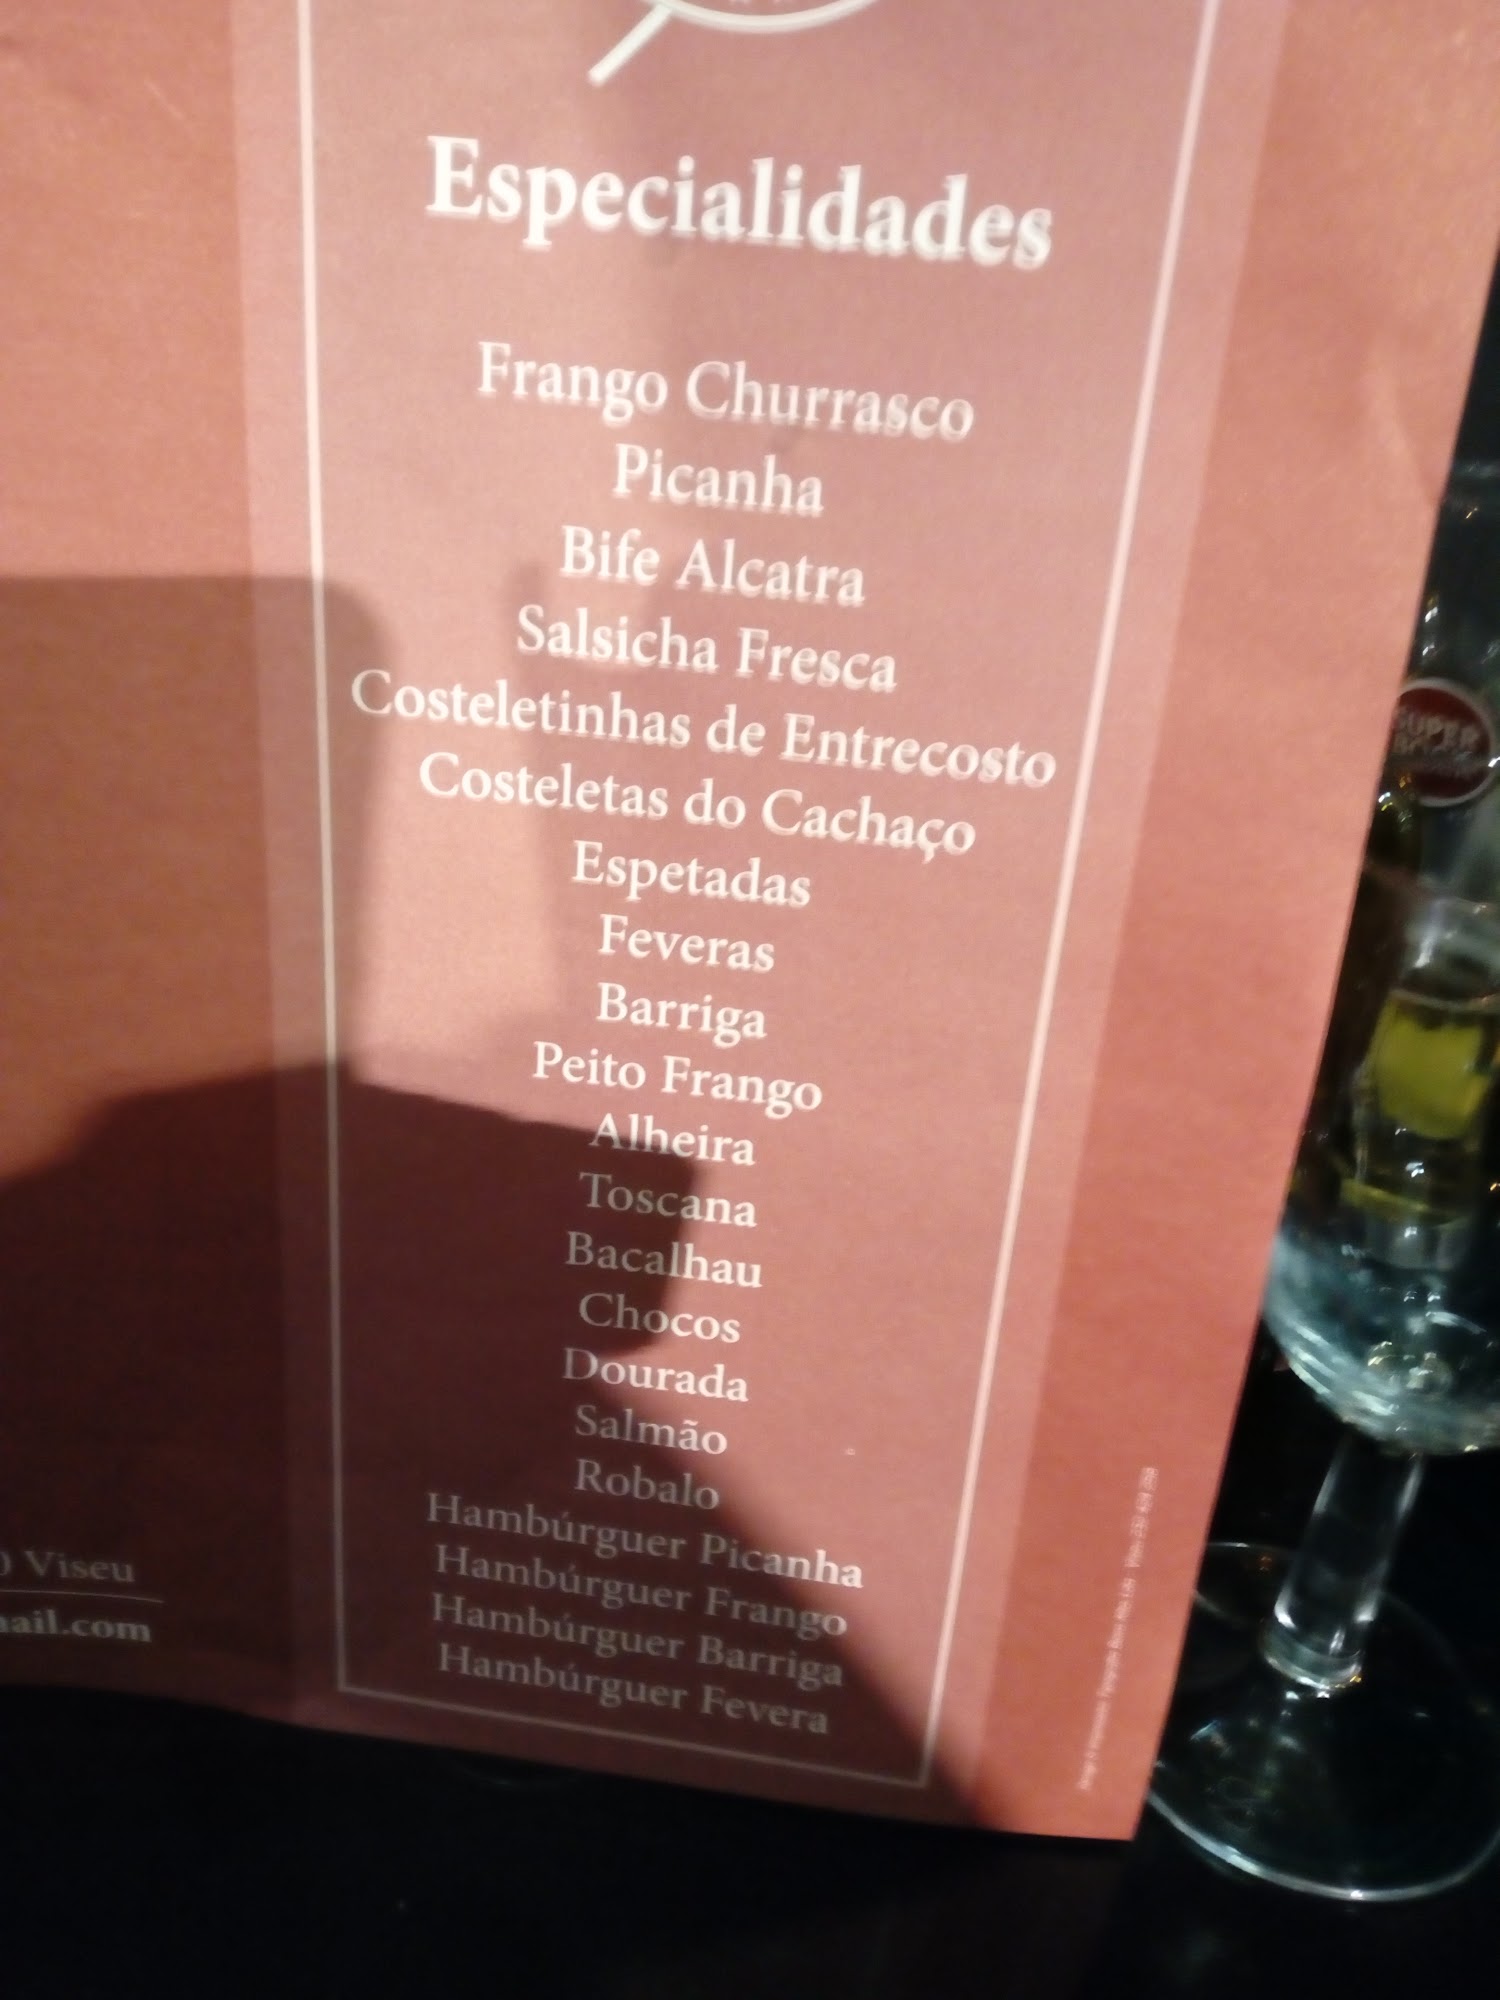 Especialidades
Frango Churrasco
Picanha
Bife Alcatra
Salsicha Fresca
Costeletinhas de Entrecosto
Costeletas do Cachaço
Espetadas
Feveras
Barriga
Peito Frango
Alheira
Toscana
Bacalhau
Chocos
Dourada
Salmão
Robalo
Hambúrguer Picanha
Hambúrguer Frango
Hambúrguer Barriga
Hambúrguer Fevera
Viseu
ail.com
SUPER